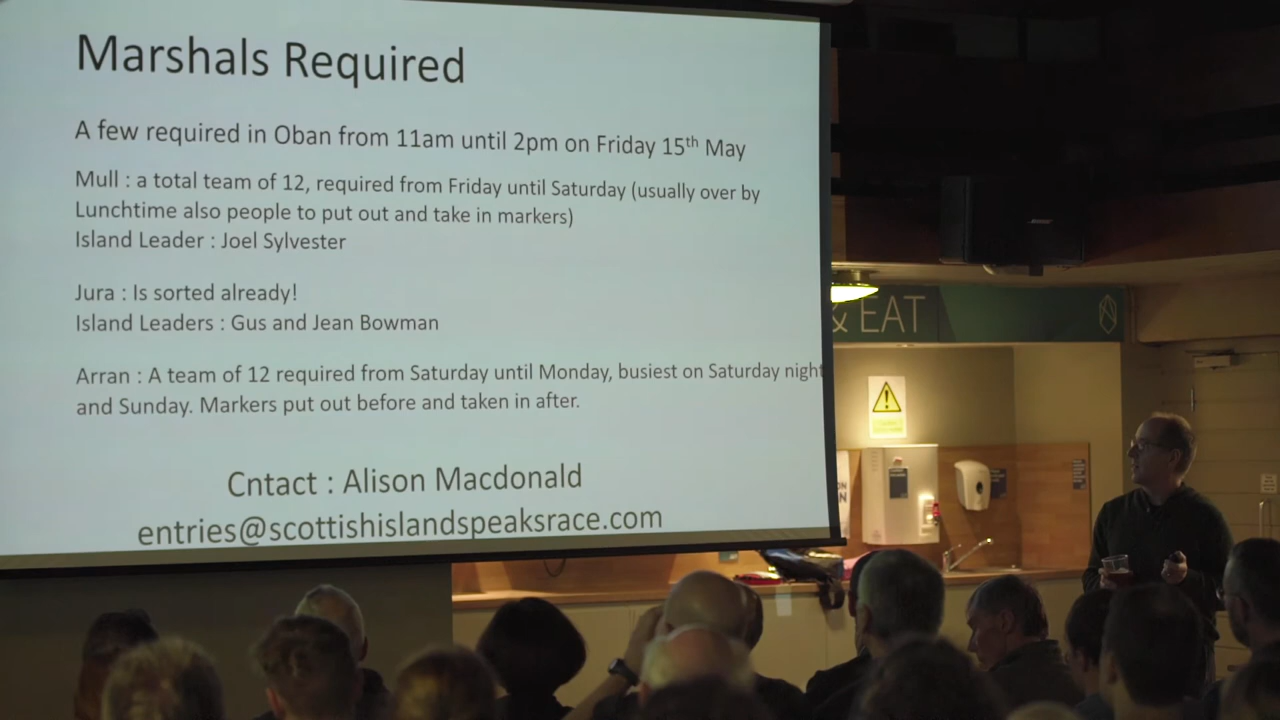 Marshals Required
A few required in Oban from 11am until 2pm on Friday 15th May
Mull : a total team of 12, required from Friday until Saturday (usually over by
Lunchtime also people to put out and take in markers)
Island Leader : Joel Sylvester
Jura : Is sorted already!
Island Leaders : Gus and Jean Bowman
Arran : A team of 12 required from Saturday until Monday, busiest on Saturday night
and Sunday. Markers put out before and taken in after.
Cntact : Alison Macdonald
entries@scottishislandspeaksrace.com
& EAT